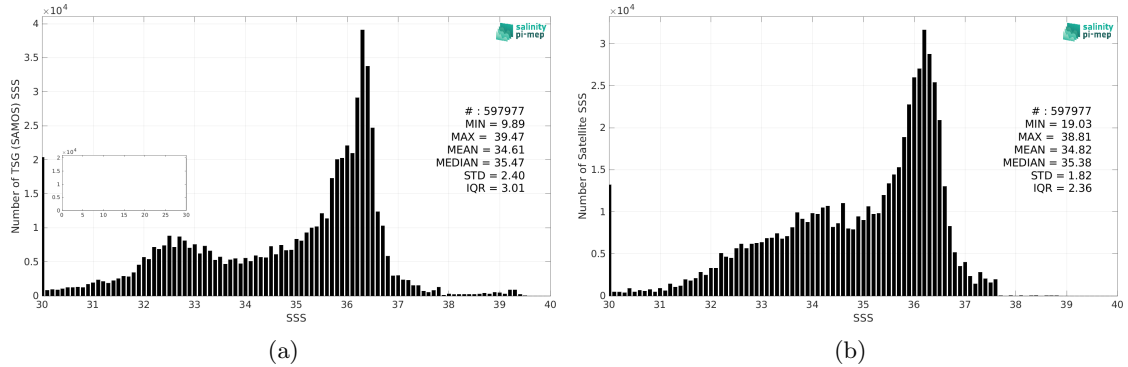 ×10⁴
4
3.5
3
2.5
2
1.5
1
0.5
0
Number of TSG (SAMOS) SSS
salinity
pi-mep
# : 597977
MIN = 9.89
MAX = 39.47
MEAN = 34.61
MEDIAN = 35.47
STD = 2.40
IQR = 3.01
×10⁴
2
1.5
1
0.5
0
0 5 10 15 20 25 30
30 31 32 33 34 35 36 37 38 39 40
SSS
(a)
×10⁴
3
2.5
2
1.5
1
0.5
0
Number of Satellite SSS
salinity
pi-mep
# : 597977
MIN = 19.03
MAX = 38.81
MEAN = 34.82
MEDIAN = 35.38
STD = 1.82
IQR = 2.36
30 31 32 33 34 35 36 37 38 39 40
SSS
(b)